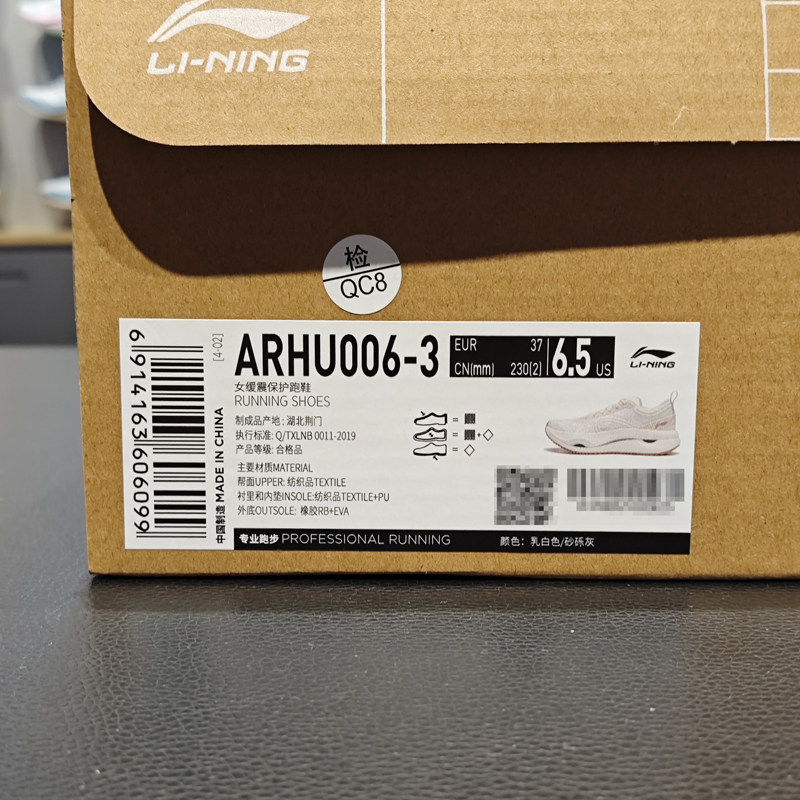 LI-NING
检
QC8
6914163606099
中国制造 MADE IN CHINA
[4-02]
ARHU006-3
女缓震保护跑鞋
RUNNING SHOES
EUR 37
CN(mm) 230(2)
6.5 US
LI-NING
制成品产地: 湖北荆门
执行标准: Q/TXLNB 0011-2019
产品等级: 合格品
主要材质MATERIAL
帮面UPPER: 纺织品TEXTILE
衬里和内垫INSOLE:纺织品TEXTILE+PU
外底OUTSOLE: 橡胶RB+EVA
专业跑步 PROFESSIONAL RUNNING
颜色: 乳白色/砂砾灰